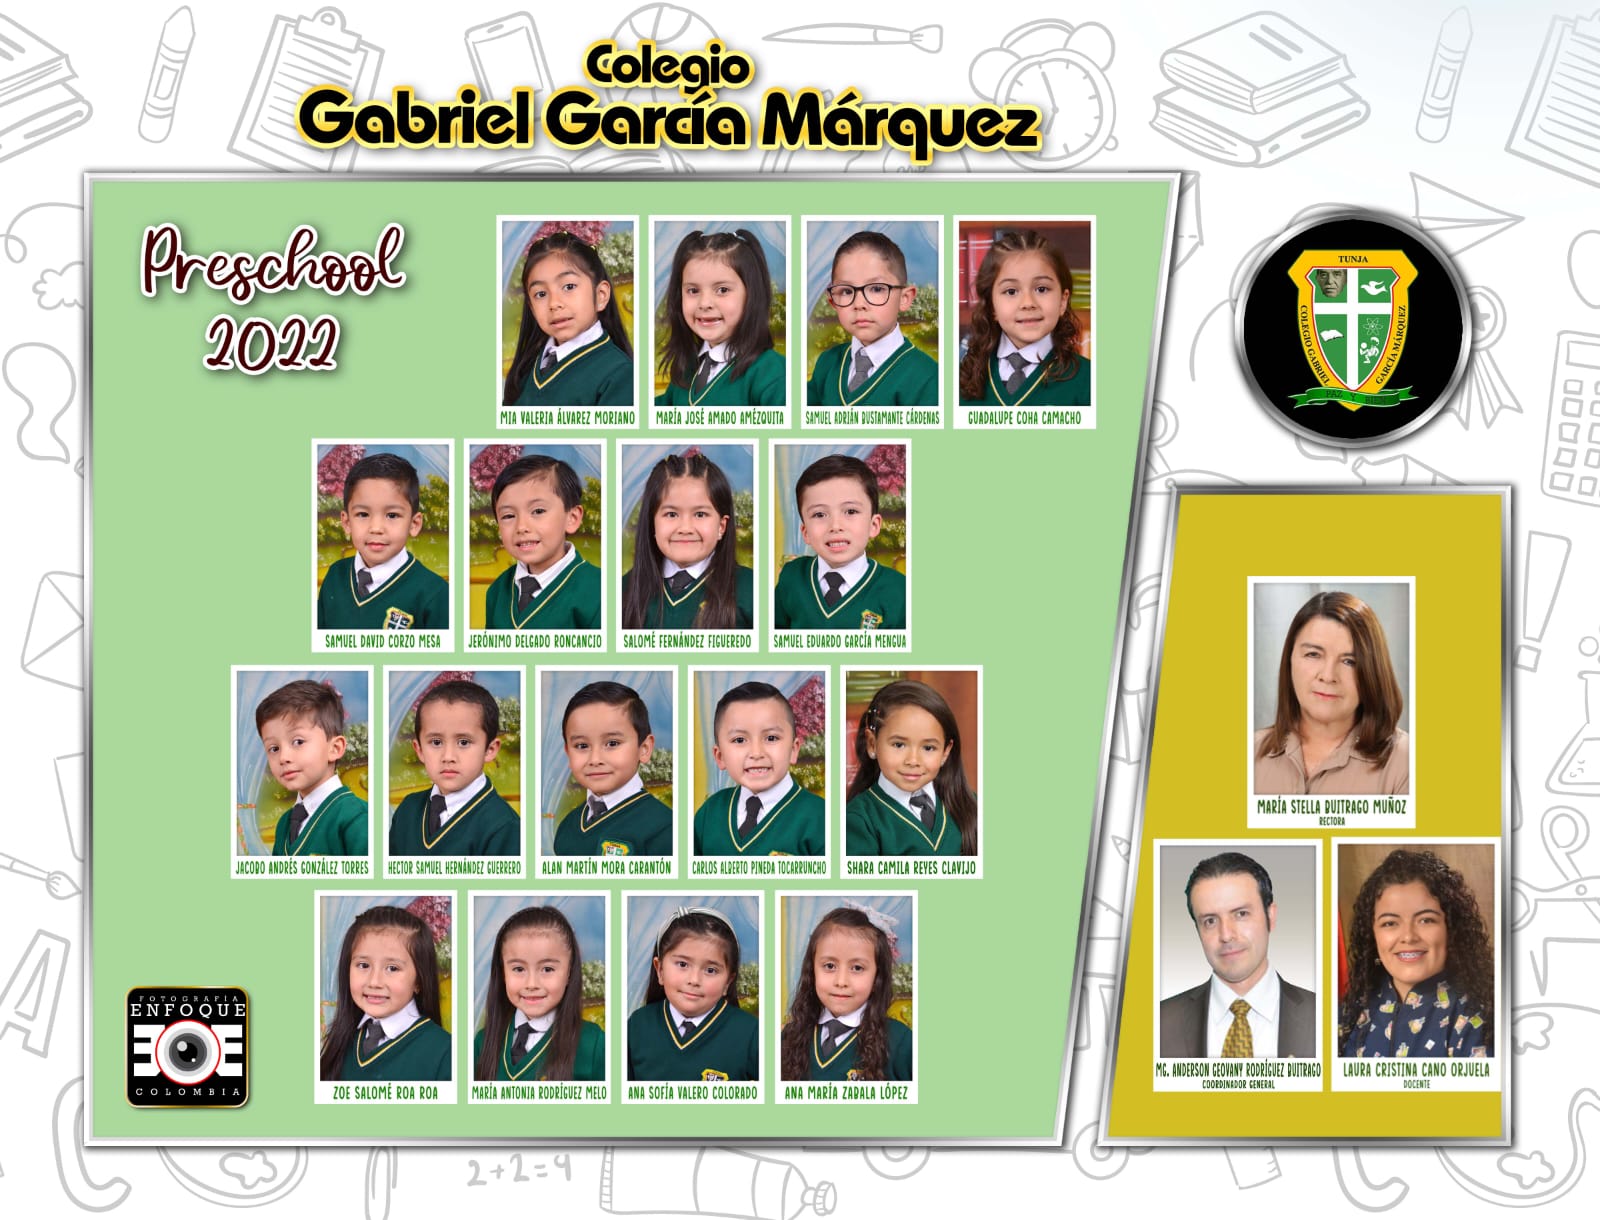 Colegio
Gabriel García Márquez
Preschool
2022
MIA VALERIA ÁLVAREZ MORIANO
MARÍA JOSÉ AMADO AMÉZQUITA
SAMUEL ADRIÁN BUSTAMANTE CÁRDENAS
GUADALUPE COHA CAMACHO
SAMUEL DAVID CORZO MESA
JERÓNIMO DELGADO RONCANCIO
SALOMÉ FERNÁNDEZ FIGUEREDO
SAMUEL EDUARDO GARCÍA MENGUA
JACOBO ANDRÉS GONZÁLEZ TORRES
HECTOR SAMUEL HERNÁNDEZ GUERRERO
ALAN MARTÍN MORA CARANTÓN
CARLOS ALBERTO PINEDA TOCARRUNCHO
SHARA CAMILA REYES CLAVIJO
ZOE SALOMÉ ROA ROA
MARÍA ANTONIA RODRÍGUEZ MELO
ANA SOFÍA VALERO COLORADO
ANA MARÍA ZABALA LÓPEZ
FOTOGRAFÍA
ENFOQUE
COLOMBIA
TUNJA
COLEGIO GABRIEL
GARCÍA MÁRQUEZ
PAZ Y BIEN
MARÍA STELLA BUITRAGO MUÑOZ
RECTORA
MG. ANDERSON GEOVANY RODRÍGUEZ BUITRAGO
COORDINADOR GENERAL
LAURA CRISTINA CANO ORJUELA
DOCENTE
2+2=4